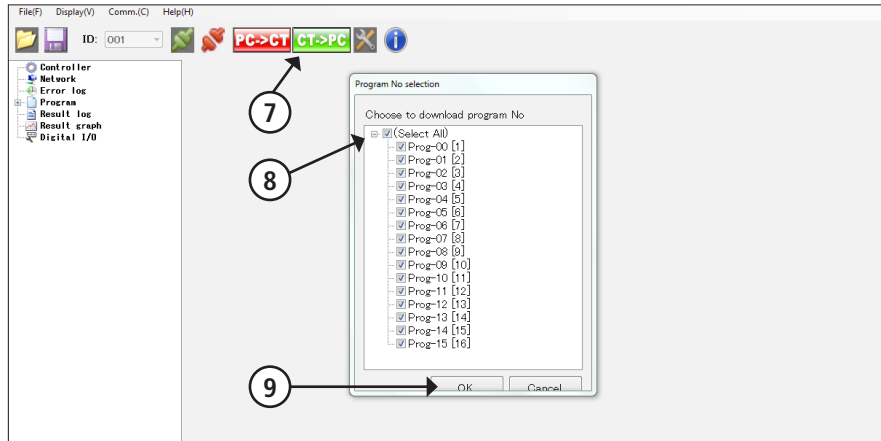 File(F) Display(V) Comm.(C) Help(H)
ID: 001 PC->CT CT->PC
Controller
Network
Error log
Program
Result log
Result graph
Digital I/O
7
Program No selection
Choose to download program No
(Select All)
Prog-00 [1]
Prog-01 [2]
8
Prog-02 [3]
Prog-03 [4]
Prog-04 [5]
Prog-05 [6]
Prog-06 [7]
Prog-07 [8]
Prog-08 [9]
Prog-09 [10]
Prog-10 [11]
Prog-11 [12]
Prog-12 [13]
Prog-13 [14]
Prog-14 [15]
Prog-15 [16]
9
OK Cancel